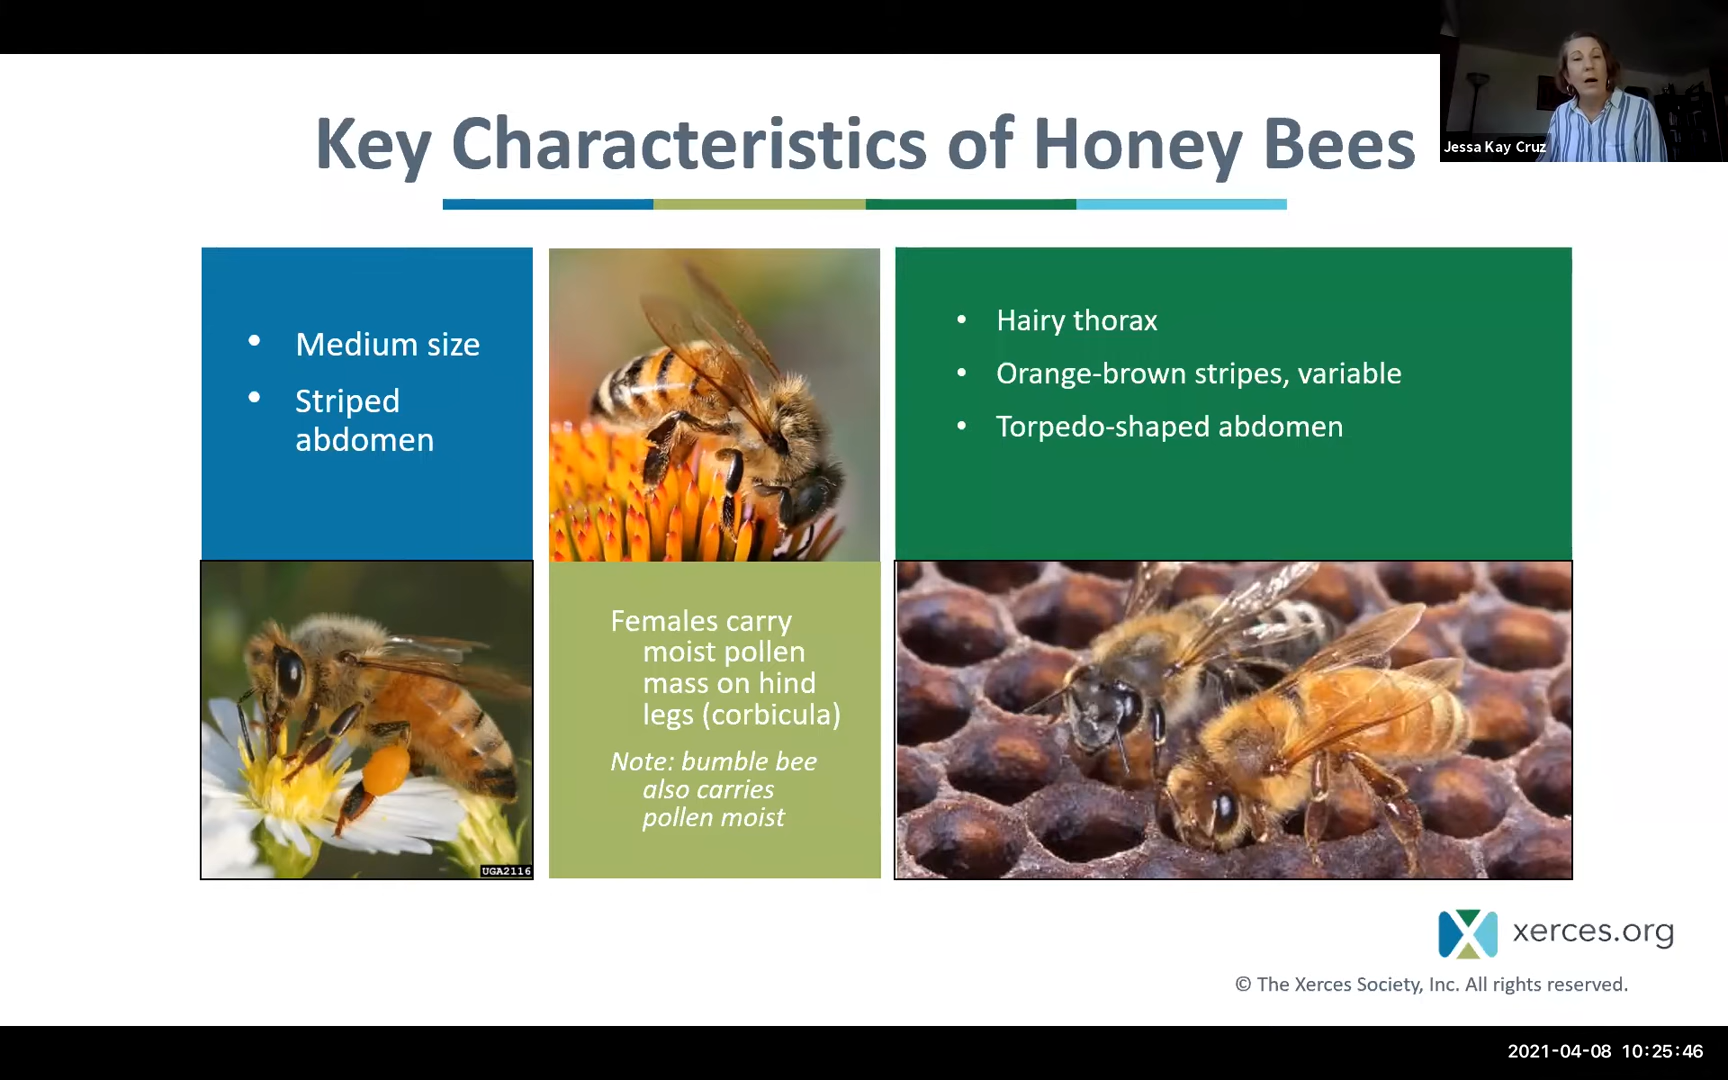 Key Characteristics of Honey Bees
Jessa Kay Cruz
• Medium size
• Striped
abdomen
• Hairy thorax
• Orange-brown stripes, variable
• Torpedo-shaped abdomen
Females carry
moist pollen
mass on hind
legs (corbicula)
Note: bumble bee
also carries
pollen moist
UGA2116
xerces.org
© The Xerces Society, Inc. All rights reserved.
2021-04-08 10:25:46